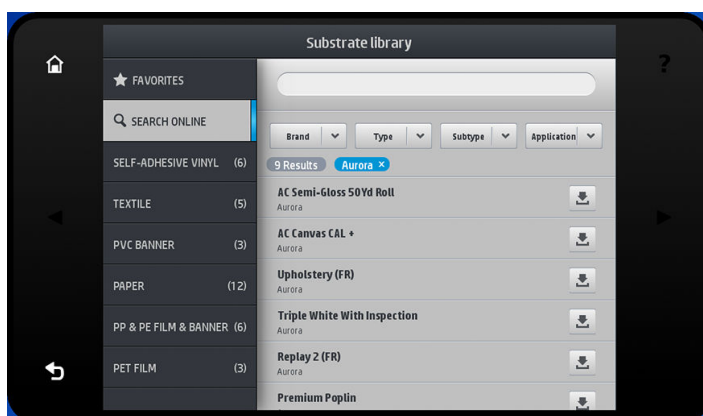 Substrate library
?
FAVORITES
SEARCH ONLINE
SELF-ADHESIVE VINYL (6)
TEXTILE (5)
PVC BANNER (3)
PAPER (12)
PP & PE FILM & BANNER (6)
PET FILM (3)
Brand Type Subtype Application
9 Results Aurora ×
AC Semi-Gloss 50Yd Roll
Aurora
AC Canvas CAL +
Aurora
Upholstery (FR)
Aurora
Triple White With Inspection
Aurora
Replay 2 (FR)
Aurora
Premium Poplin